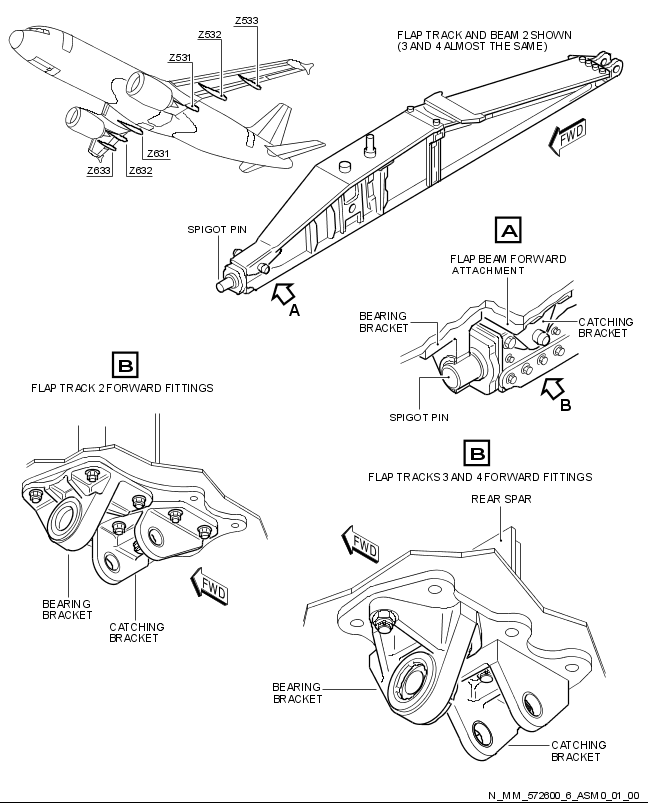 Z533
Z532
Z531
Z631
Z633
Z632
FLAP TRACK AND BEAM 2 SHOWN
(3 AND 4 ALMOST THE SAME)
FWD
SPIGOT PIN
A
A
FLAP BEAM FORWARD
ATTACHMENT
BEARING
BRACKET
CATCHING
BRACKET
SPIGOT PIN
B
B
FLAP TRACK 2 FORWARD FITTINGS
BEARING
BRACKET
CATCHING
BRACKET
FWD
B
FLAP TRACKS 3 AND 4 FORWARD FITTINGS
REAR SPAR
FWD
BEARING
BRACKET
CATCHING
BRACKET
N_MM_572600_6_ASM0_01_00